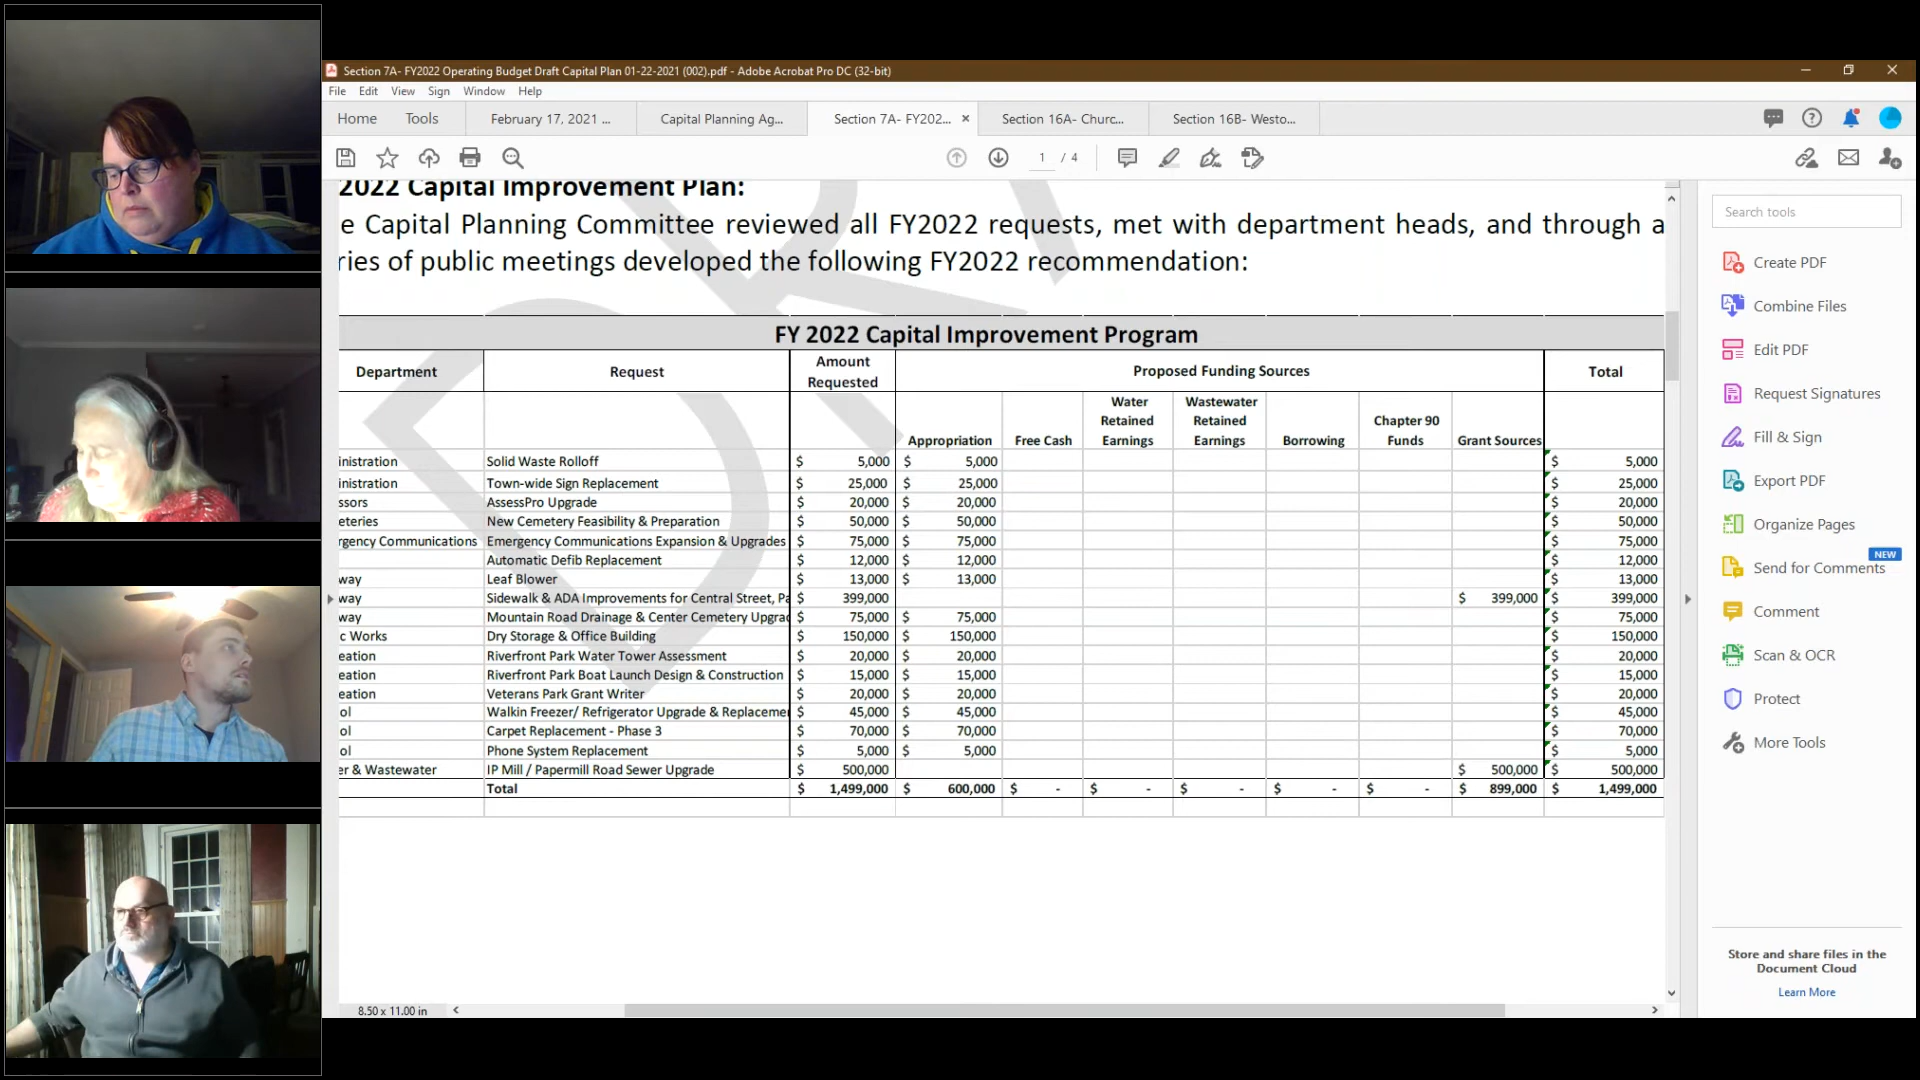 Section 7A- FY2022 Operating Budget Draft Capital Plan 01-22-2021 (002).pdf - Adobe Acrobat Pro DC (32-bit)
File Edit View Sign Window Help
Home Tools February 17, 2021 ... Capital Planning Ag... Section 7A- FY202... × Section 16A- Churc... Section 16B- Westo...
1 / 4
2022 Capital Improvement Plan:
e Capital Planning Committee reviewed all FY2022 requests, met with department heads, and through a
ries of public meetings developed the following FY2022 recommendation:
FY 2022 Capital Improvement Program
Department Request Amount Requested Proposed Funding Sources Total
Appropriation Free Cash Water Retained Earnings Wastewater Retained Earnings Borrowing Chapter 90 Funds Grant Sources
inistration Solid Waste Rolloff $ 5,000 $ 5,000 $ 5,000
inistration Town-wide Sign Replacement $ 25,000 $ 25,000 $ 25,000
ssors AssessPro Upgrade $ 20,000 $ 20,000 $ 20,000
eteries New Cemetery Feasibility & Preparation $ 50,000 $ 50,000 $ 50,000
rgency Communications Emergency Communications Expansion & Upgrades $ 75,000 $ 75,000 $ 75,000
Automatic Defib Replacement $ 12,000 $ 12,000 $ 12,000
way Leaf Blower $ 13,000 $ 13,000 $ 13,000
way Sidewalk & ADA Improvements for Central Street, Pa $ 399,000 $ 399,000 $ 399,000
way Mountain Road Drainage & Center Cemetery Upgrad $ 75,000 $ 75,000 $ 75,000
c Works Dry Storage & Office Building $ 150,000 $ 150,000 $ 150,000
eation Riverfront Park Water Tower Assessment $ 20,000 $ 20,000 $ 20,000
eation Riverfront Park Boat Launch Design & Construction $ 15,000 $ 15,000 $ 15,000
eation Veterans Park Grant Writer $ 20,000 $ 20,000 $ 20,000
ol Walkin Freezer/ Refrigerator Upgrade & Replacemen $ 45,000 $ 45,000 $ 45,000
ol Carpet Replacement - Phase 3 $ 70,000 $ 70,000 $ 70,000
ol Phone System Replacement $ 5,000 $ 5,000 $ 5,000
er & Wastewater IP Mill / Papermill Road Sewer Upgrade $ 500,000 $ 500,000 $ 500,000
Total $ 1,499,000 $ 600,000 $ - $ - $ - $ - $ - $ 899,000 $ 1,499,000
8.50 x 11.00 in
Search tools
Create PDF
Combine Files
Edit PDF
Request Signatures
Fill & Sign
Export PDF
Organize Pages
NEW
Send for Comments
Comment
Scan & OCR
Protect
More Tools
Store and share files in the
Document Cloud
Learn More